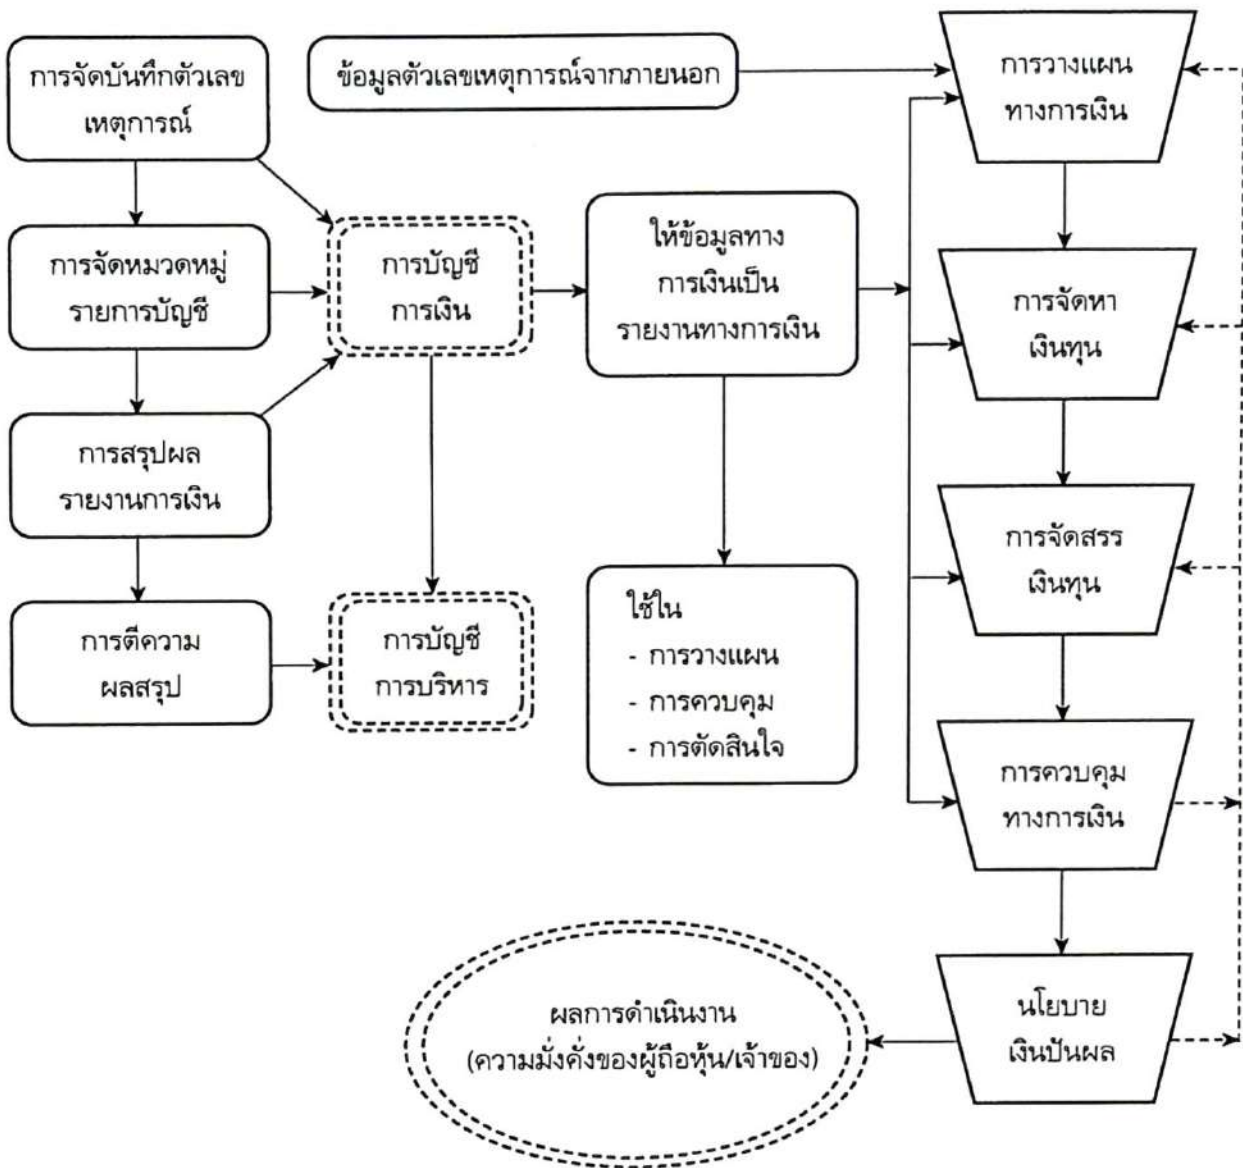 การจัดบันทึกตัวเลข
เหตุการณ์
ข้อมูลตัวเลขเหตุการณ์จากภายนอก
การวางแผน
ทางการเงิน
การจัดหมวดหมู่
รายการบัญชี
การบัญชี
การเงิน
ให้ข้อมูลทาง
การเงินเป็น
รายงานทางการเงิน
การจัดหา
เงินทุน
การสรุปผล
รายงานการเงิน
การจัดสรร
เงินทุน
การตีความ
ผลสรุป
การบัญชี
การบริหาร
ใช้ใน
- การวางแผน
- การควบคุม
- การตัดสินใจ
การควบคุม
ทางการเงิน
ผลการดำเนินงาน
(ความมั่งคั่งของผู้ถือหุ้น/เจ้าของ)
นโยบาย
เงินปันผล